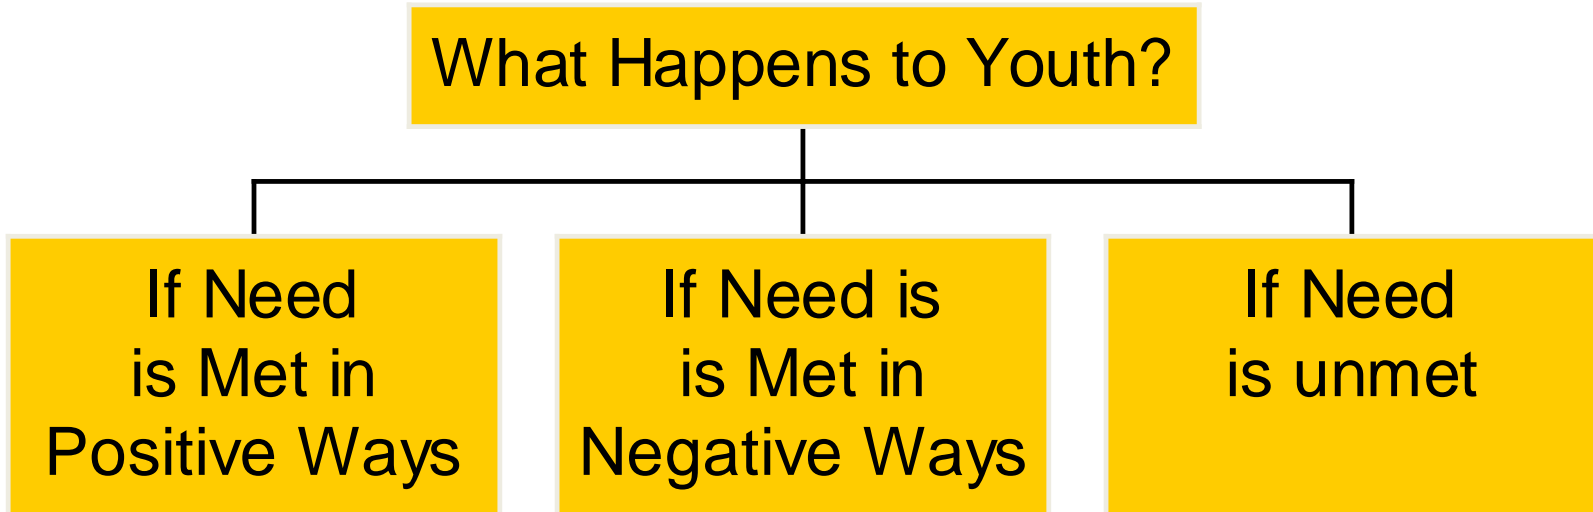 What Happens to Youth?
If Need
is Met in
Positive Ways
If Need is
is Met in
Negative Ways
If Need
is unmet